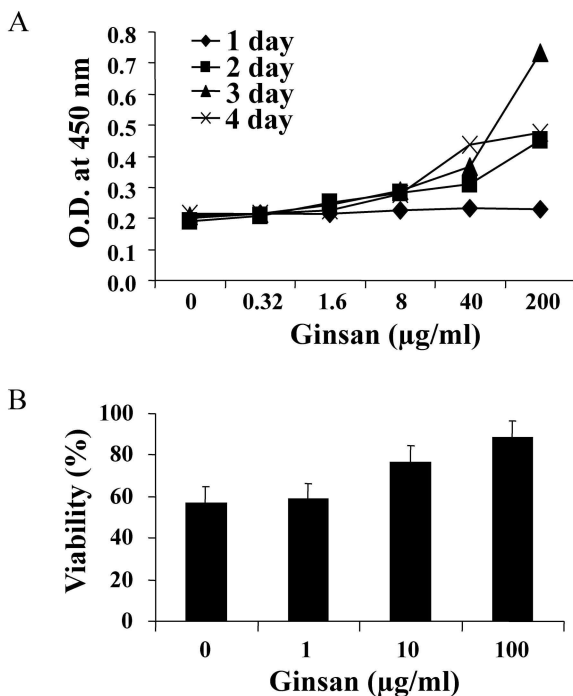 A
0.8
0.7
0.6
0.5
0.4
0.3
0.2
0.1
0.0
O.D. at 450 nm
1 day
2 day
3 day
4 day
0 0.32 1.6 8 40 200
Ginsan (µg/ml)
B
100
80
60
40
20
0
Viability (%)
0 1 10 100
Ginsan (µg/ml)